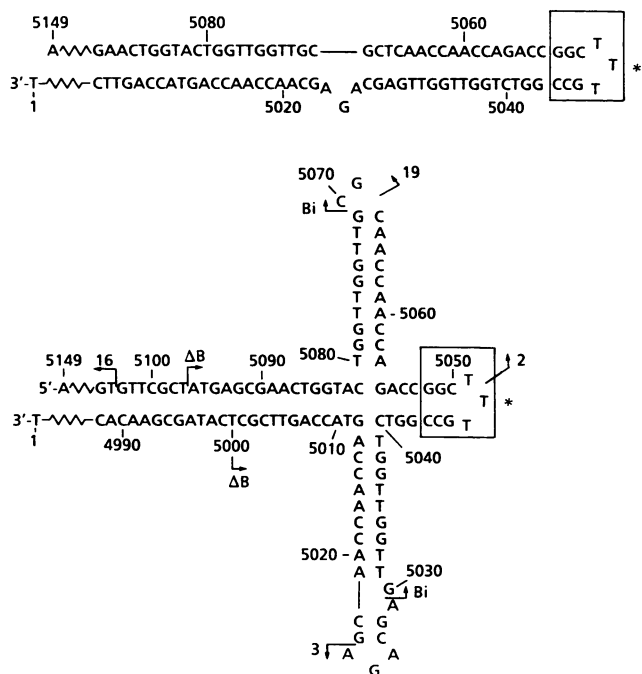 5149 5080 5060
A GAACTGGTACTGGTTGGTTGC GCTCAACCAACCAGACC GGC T
T *
3'-T CTTGACCATGACCAACCAACG A G A CGAGTTGGTTGGTCTGG CCG T
1 5020 5040
5070 G 19
C
Bi G C
T A
T A
G C
G C
T A
T A - 5060
G C
G C
5080 T A
5149 16 5100 ΔB 5090 5050 2
5'-A GTGTTCGCTATGAGCGAACTGGTAC GACC GGC T
T *
3'-T CACAAGCGATACTCGCTTGACCATG CTGG CCG T
1 4990 5000 5010 5040
ΔB
A T
C G
C G
A T
A T
C G
C G
5020 - A T
A T
G 5030
A Bi
C G
G C
3 A A
G